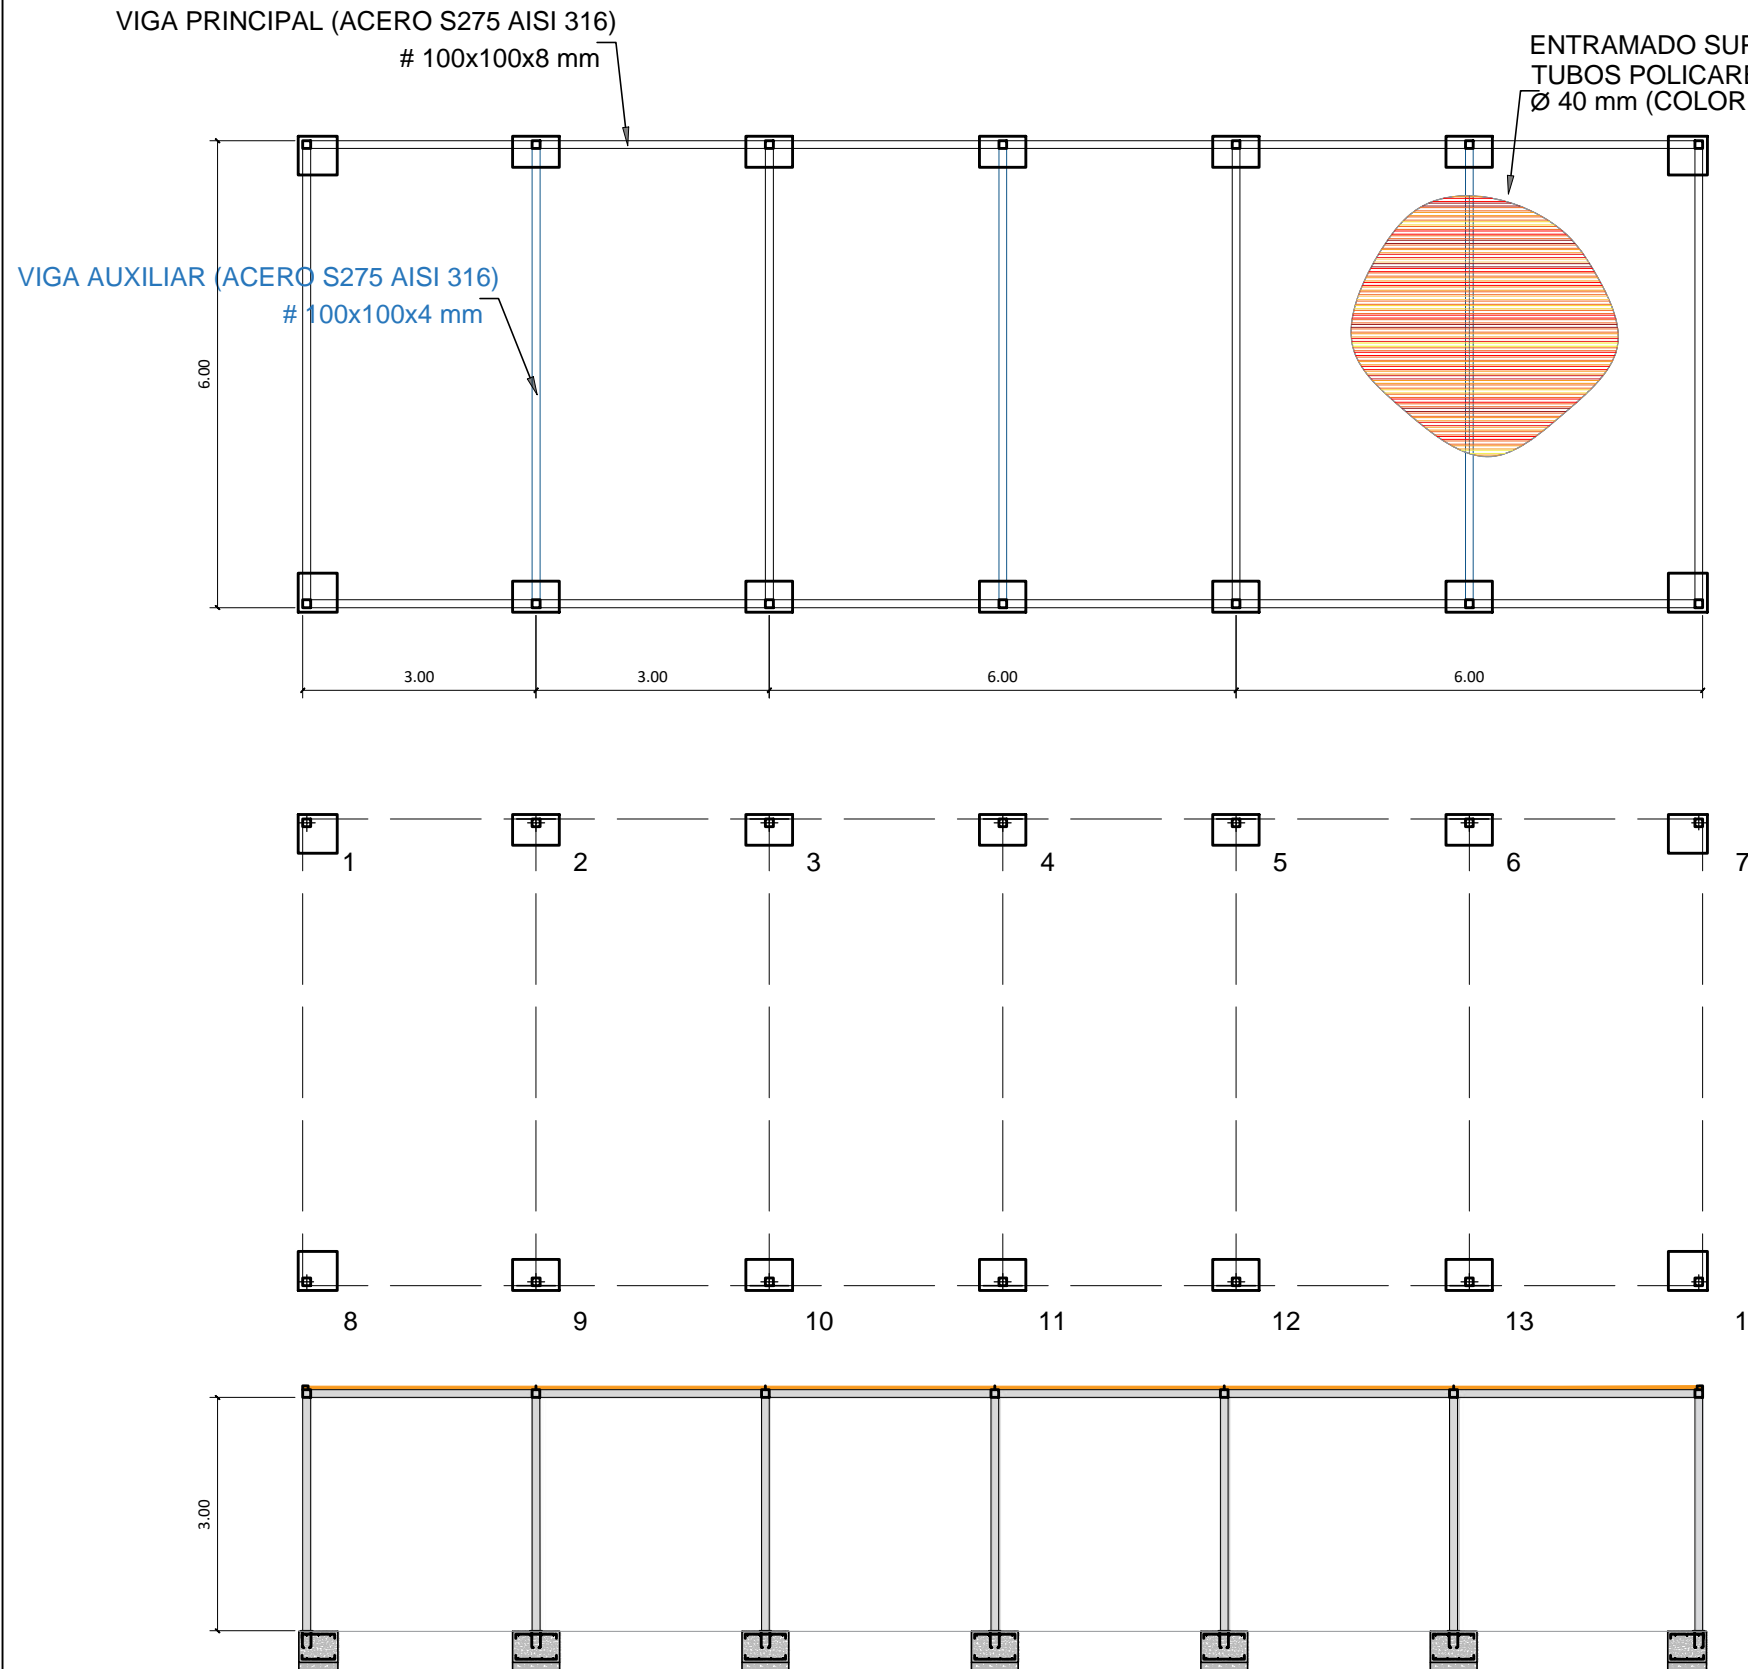 VIGA PRINCIPAL (ACERO S275 AISI 316)
# 100x100x8 mm
ENTRAMADO
TUBOS
Ø 40 mm (COLOR
VIGA AUXILIAR (ACERO S275 AISI 316)
# 100x100x4 mm
6.00
3.00 3.00 6.00 6.00
1 2 3 4 5 6 7
8 9 10 11 12 13
3.00